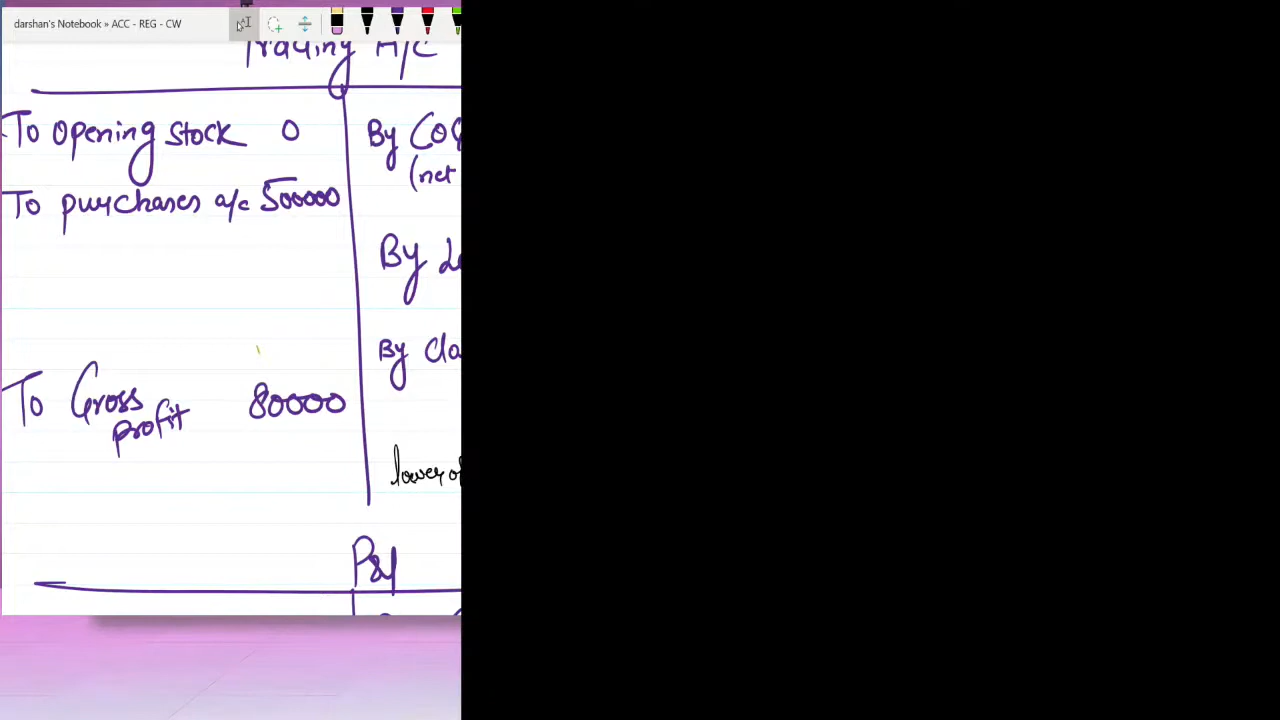 darshan's Notebook » ACC - REG - CW
Trading A/C
To Opening stock 0
To purchases a/c 500000
To Gross profit 80000
By
(net
By
By
lower of
P&L